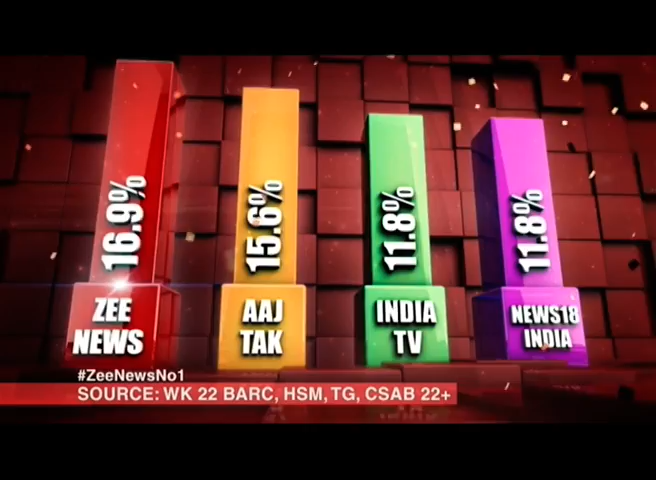 16.9%
15.6%
11.8%
11.8%
ZEE
NEWS
AAJ
TAK
INDIA
TV
NEWS18
INDIA
#ZeeNewsNo1
SOURCE: WK 22 BARC, HSM, TG, CSAB 22+